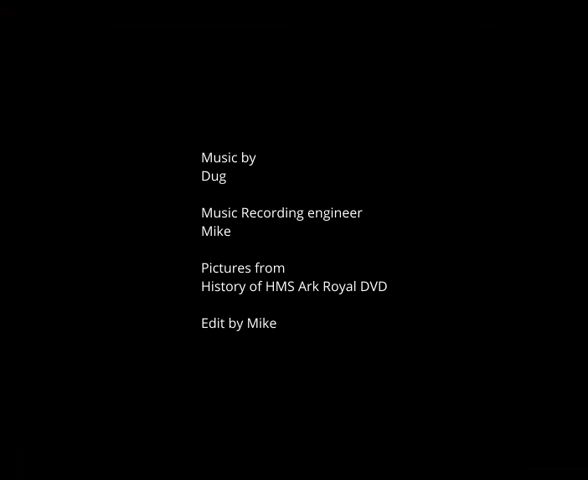 Music by
Dug
Music Recording engineer
Mike
Pictures from
History of HMS Ark Royal DVD
Edit by Mike